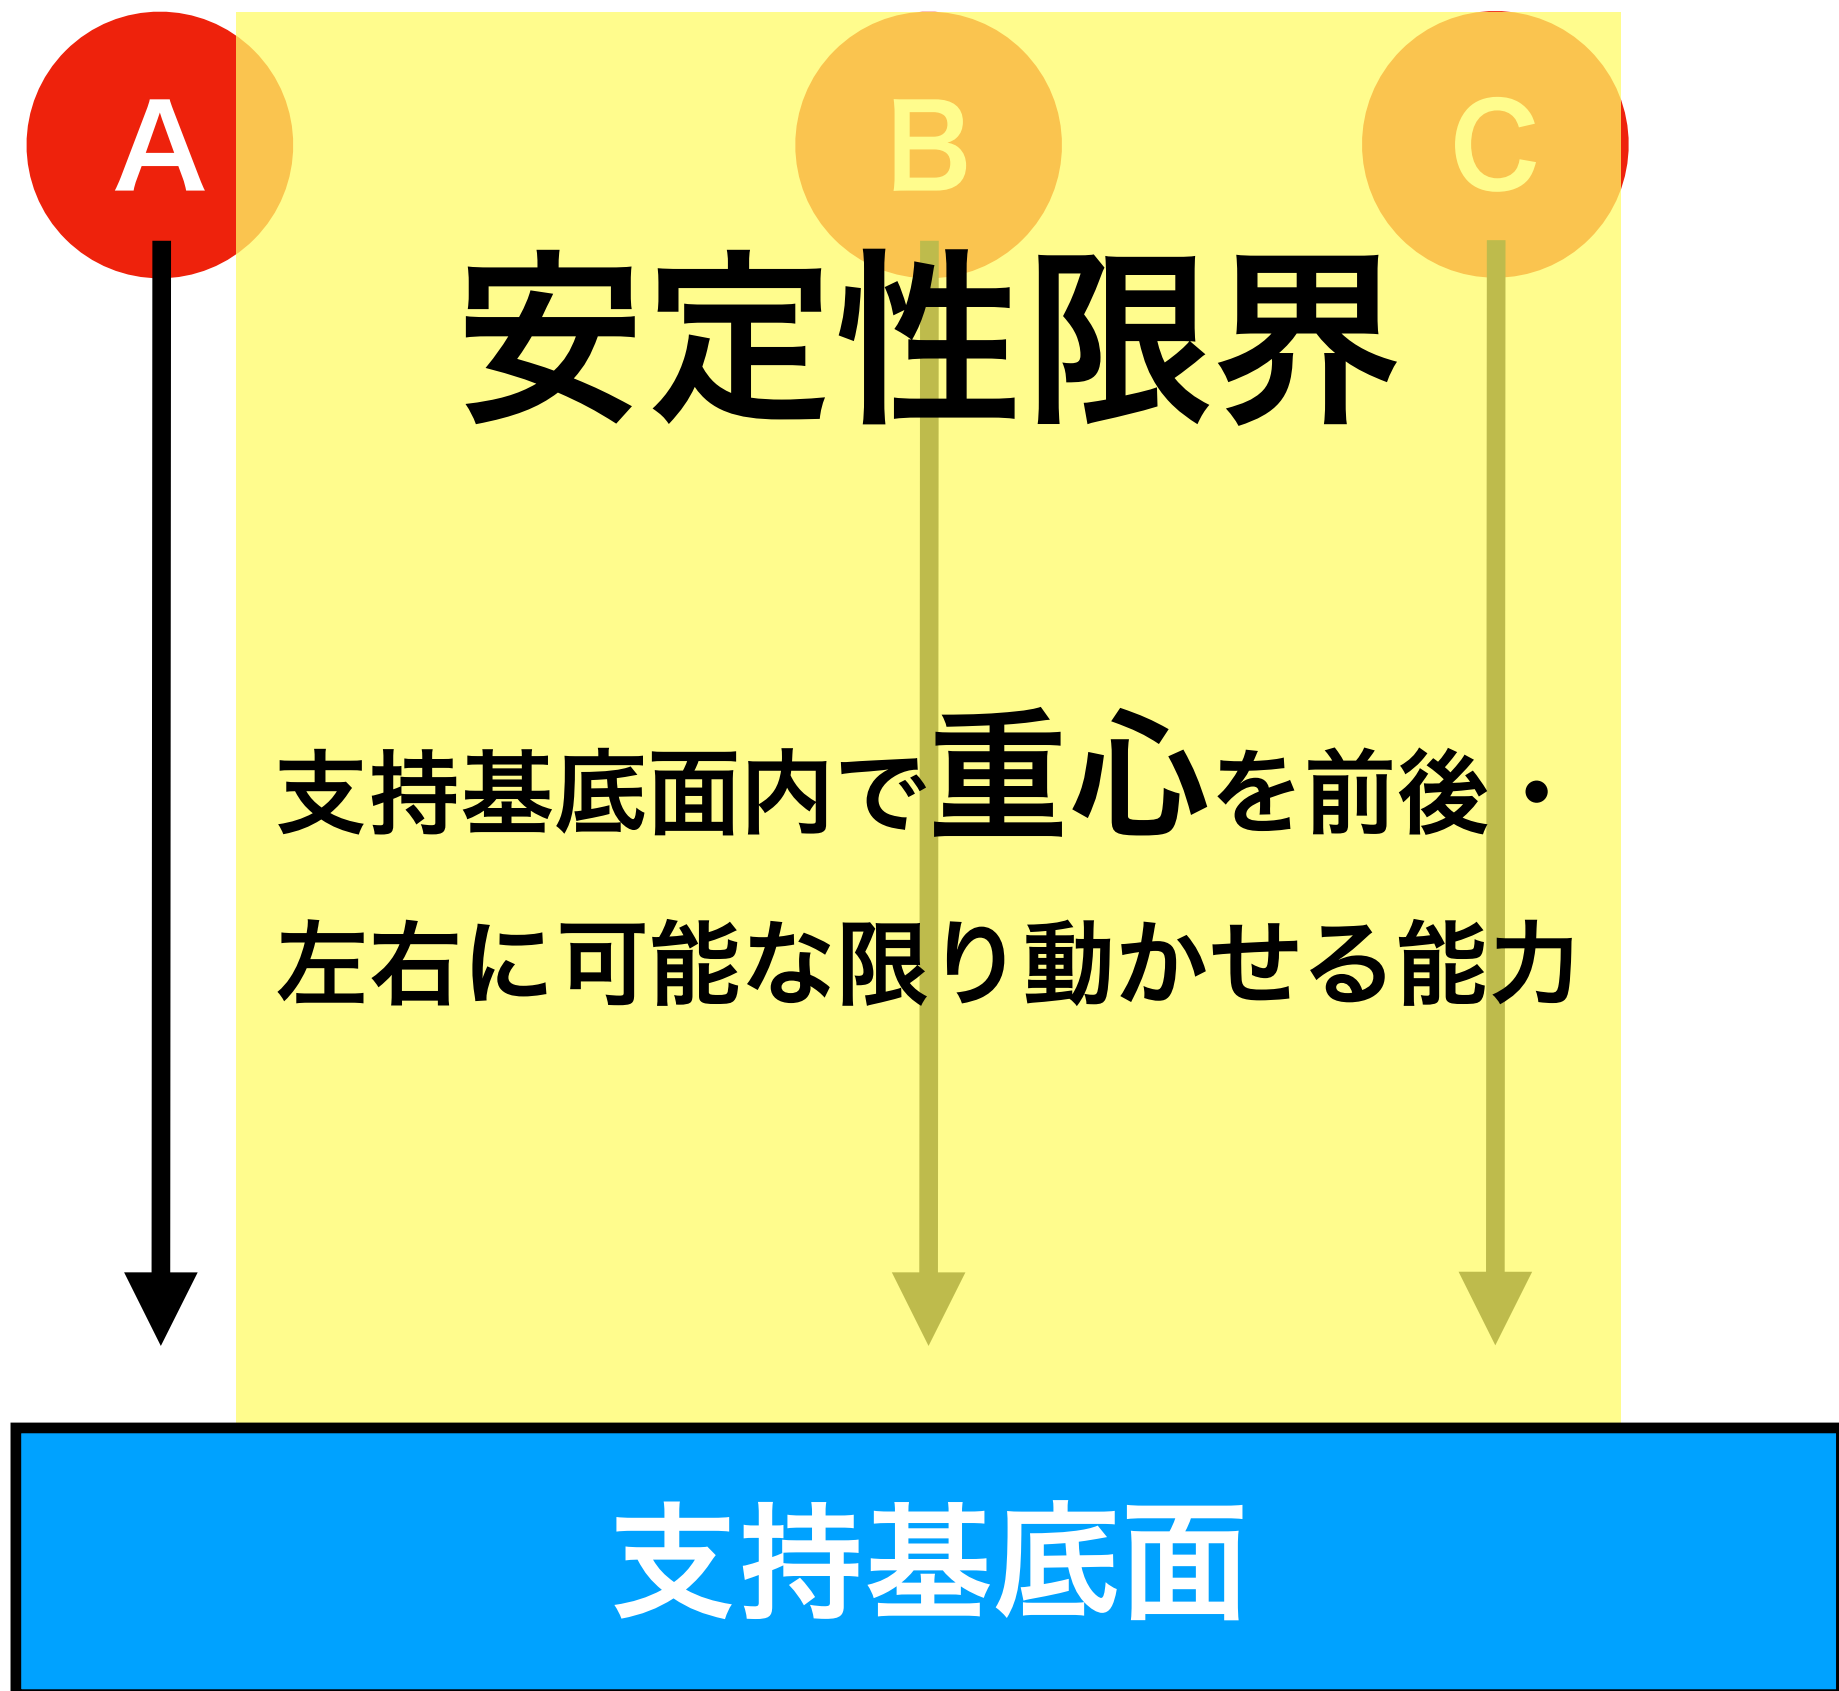 A
B
C
安定性限界
支持基底面内で重心を前後・
左右に可能な限り動かせる能力
支持基底面